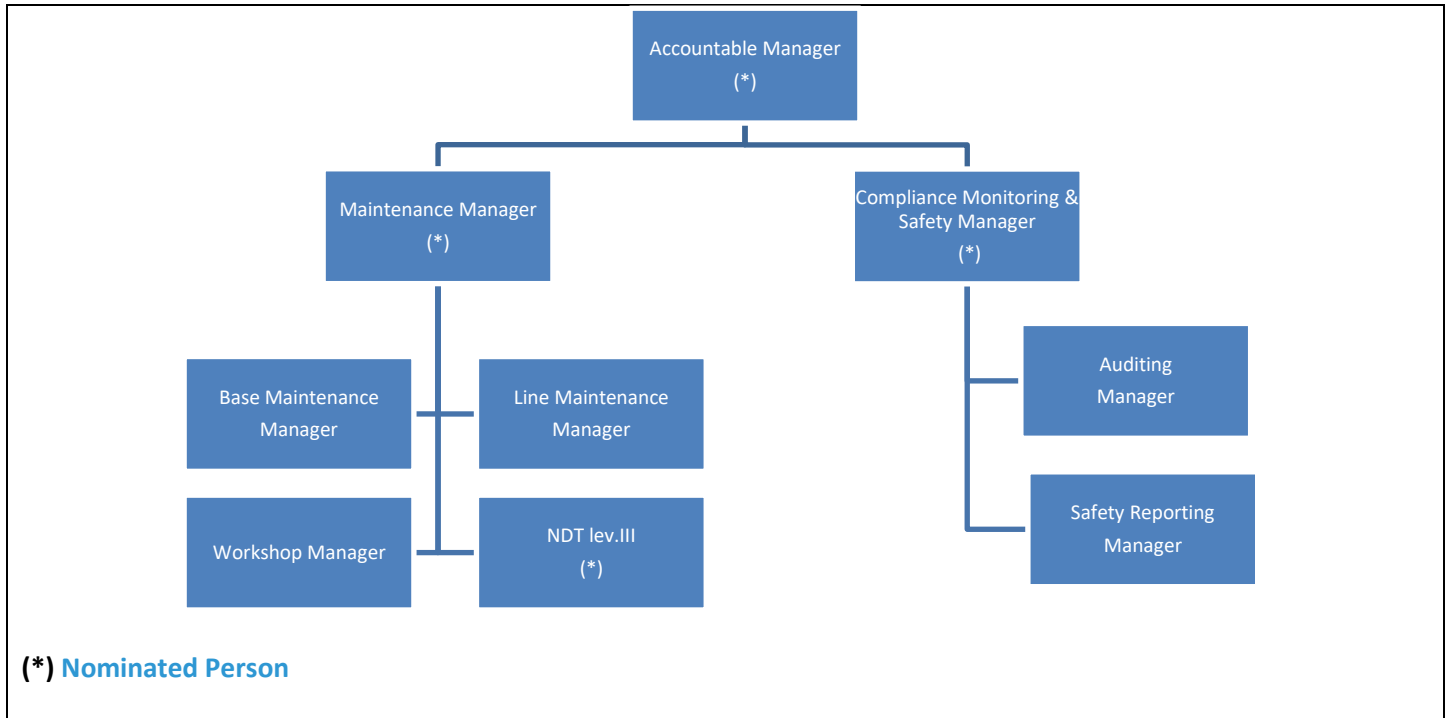 Accountable Manager
(*)
Maintenance Manager
(*)
Compliance Monitoring &
Safety Manager
(*)
Base Maintenance
Manager
Line Maintenance
Manager
Auditing
Manager
Workshop Manager
NDT lev.III
(*)
Safety Reporting
Manager
(*) Nominated Person